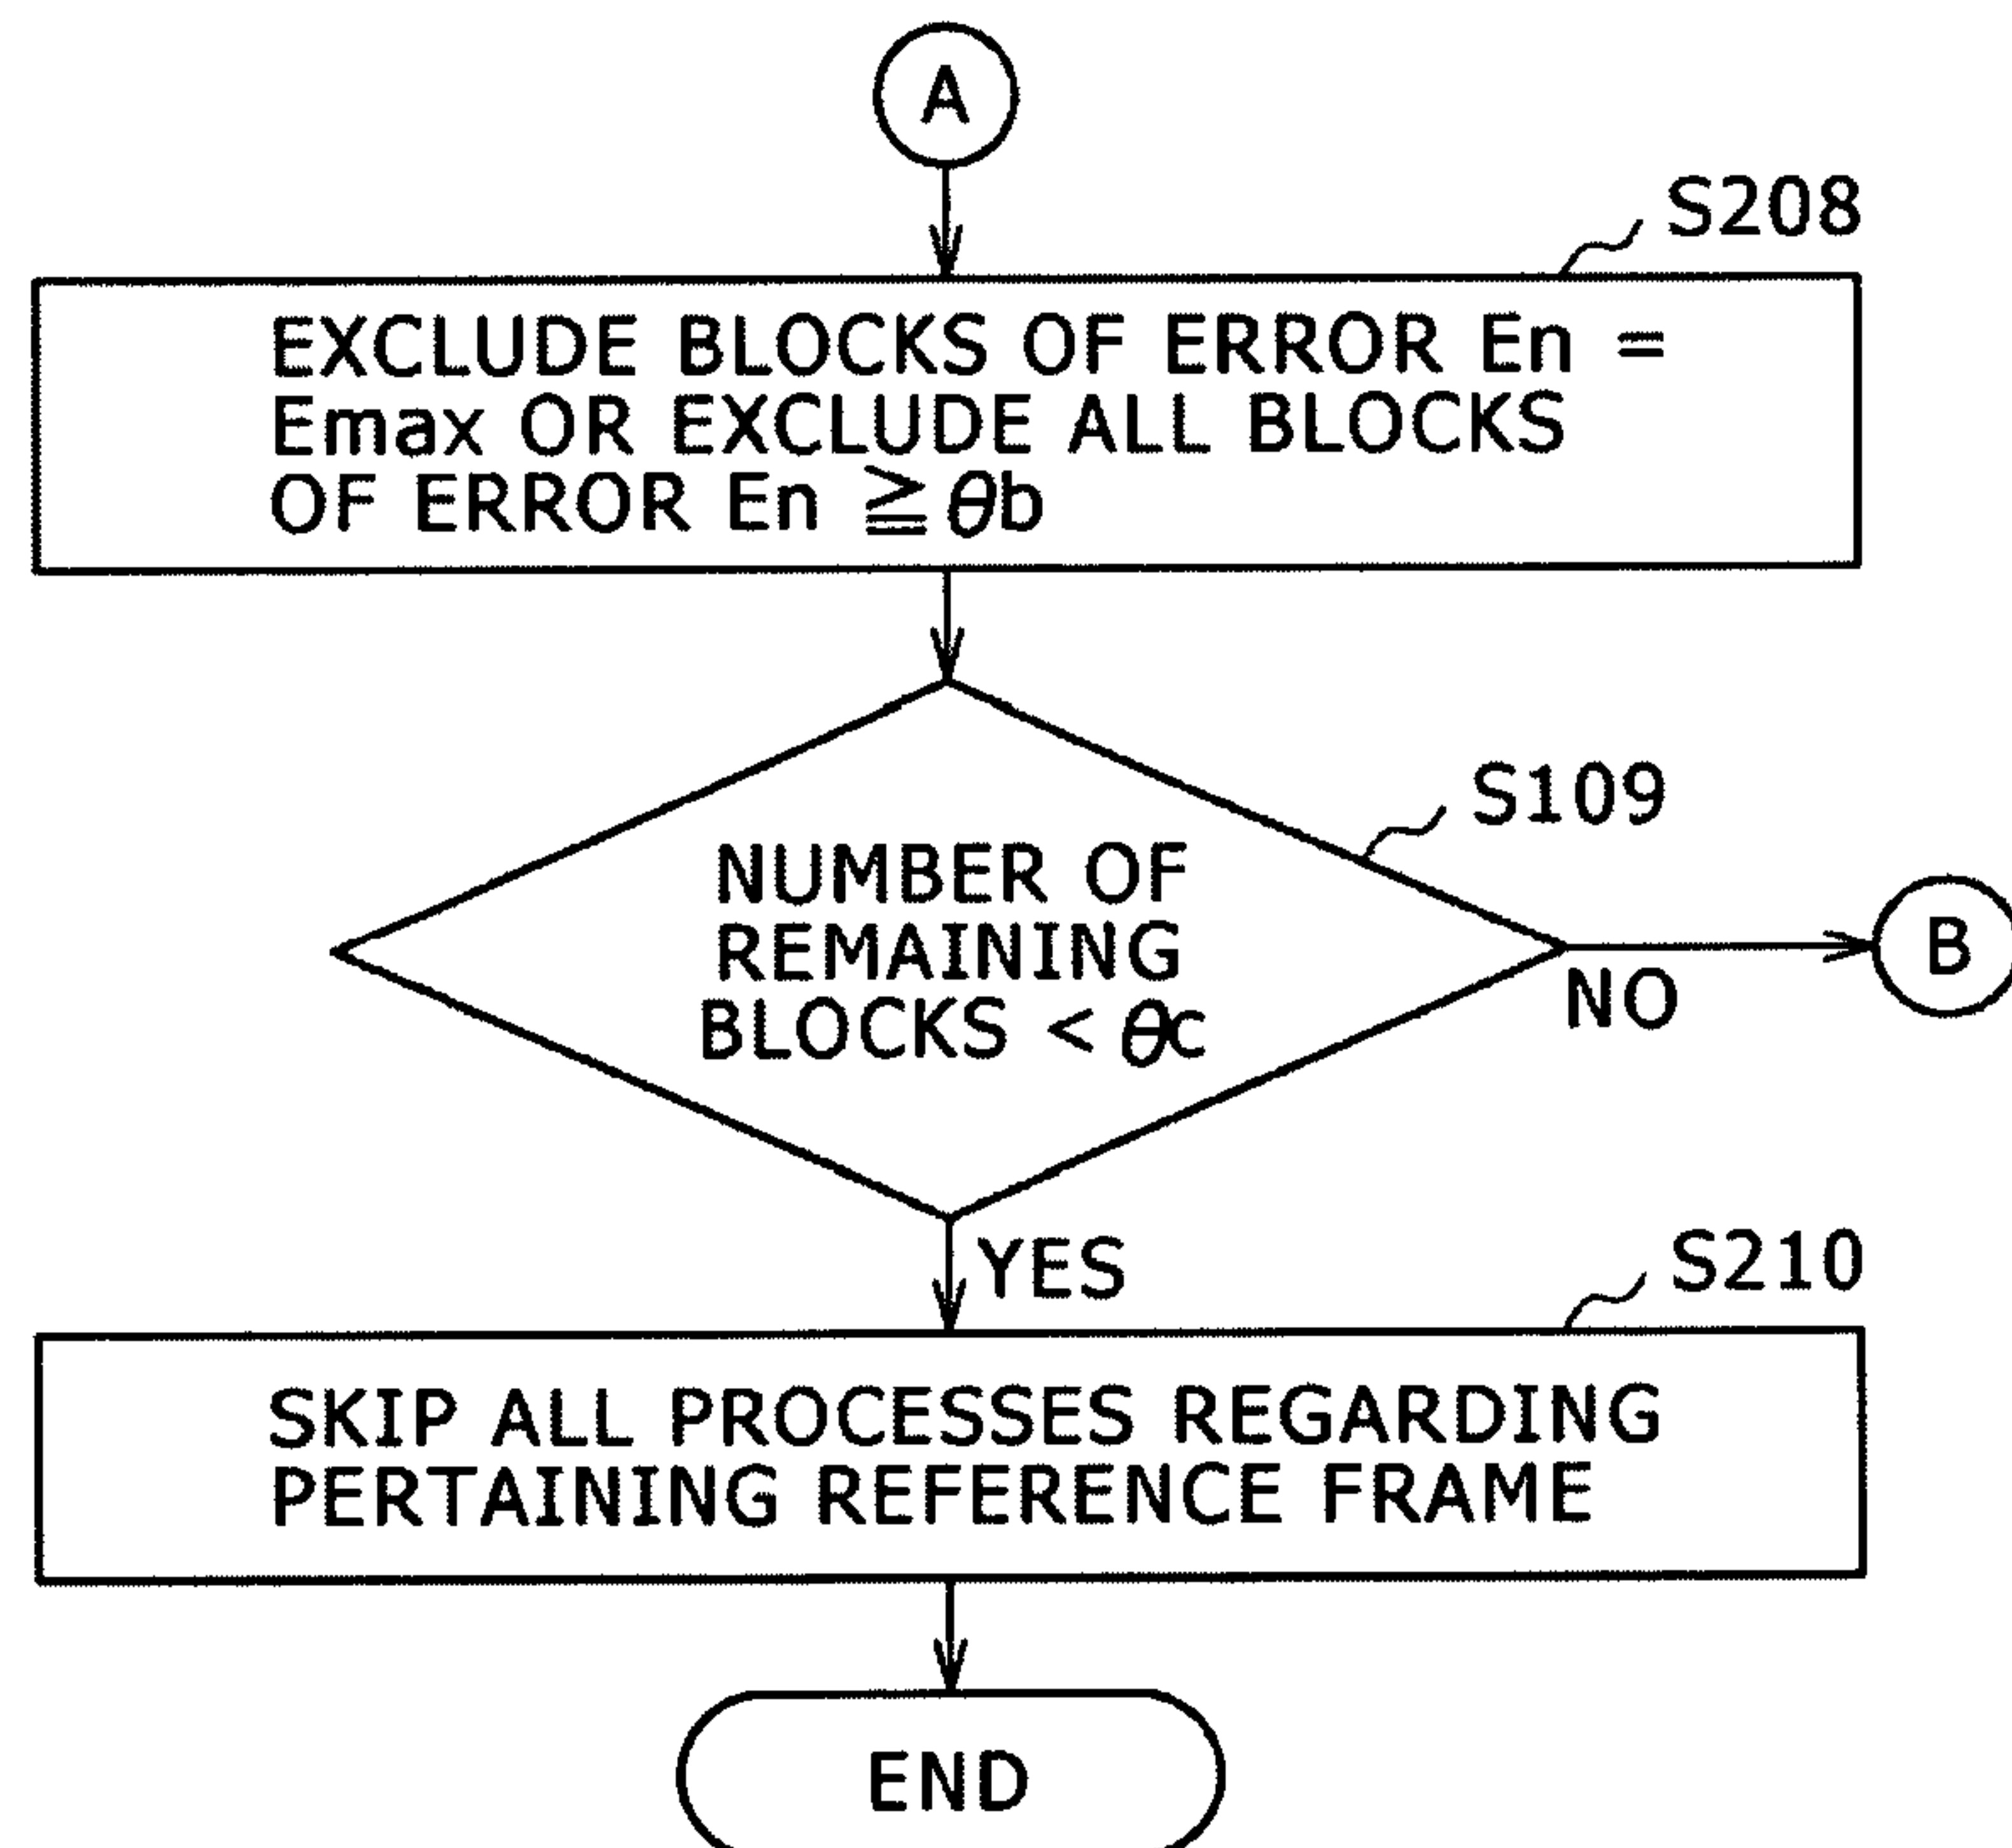 A
S208
EXCLUDE BLOCKS OF ERROR En =
Emax OR EXCLUDE ALL BLOCKS
OF ERROR En ≧ θb
S109
NUMBER OF
REMAINING
BLOCKS < θc
NO
B
YES
S210
SKIP ALL PROCESSES REGARDING
PERTAINING REFERENCE FRAME
END